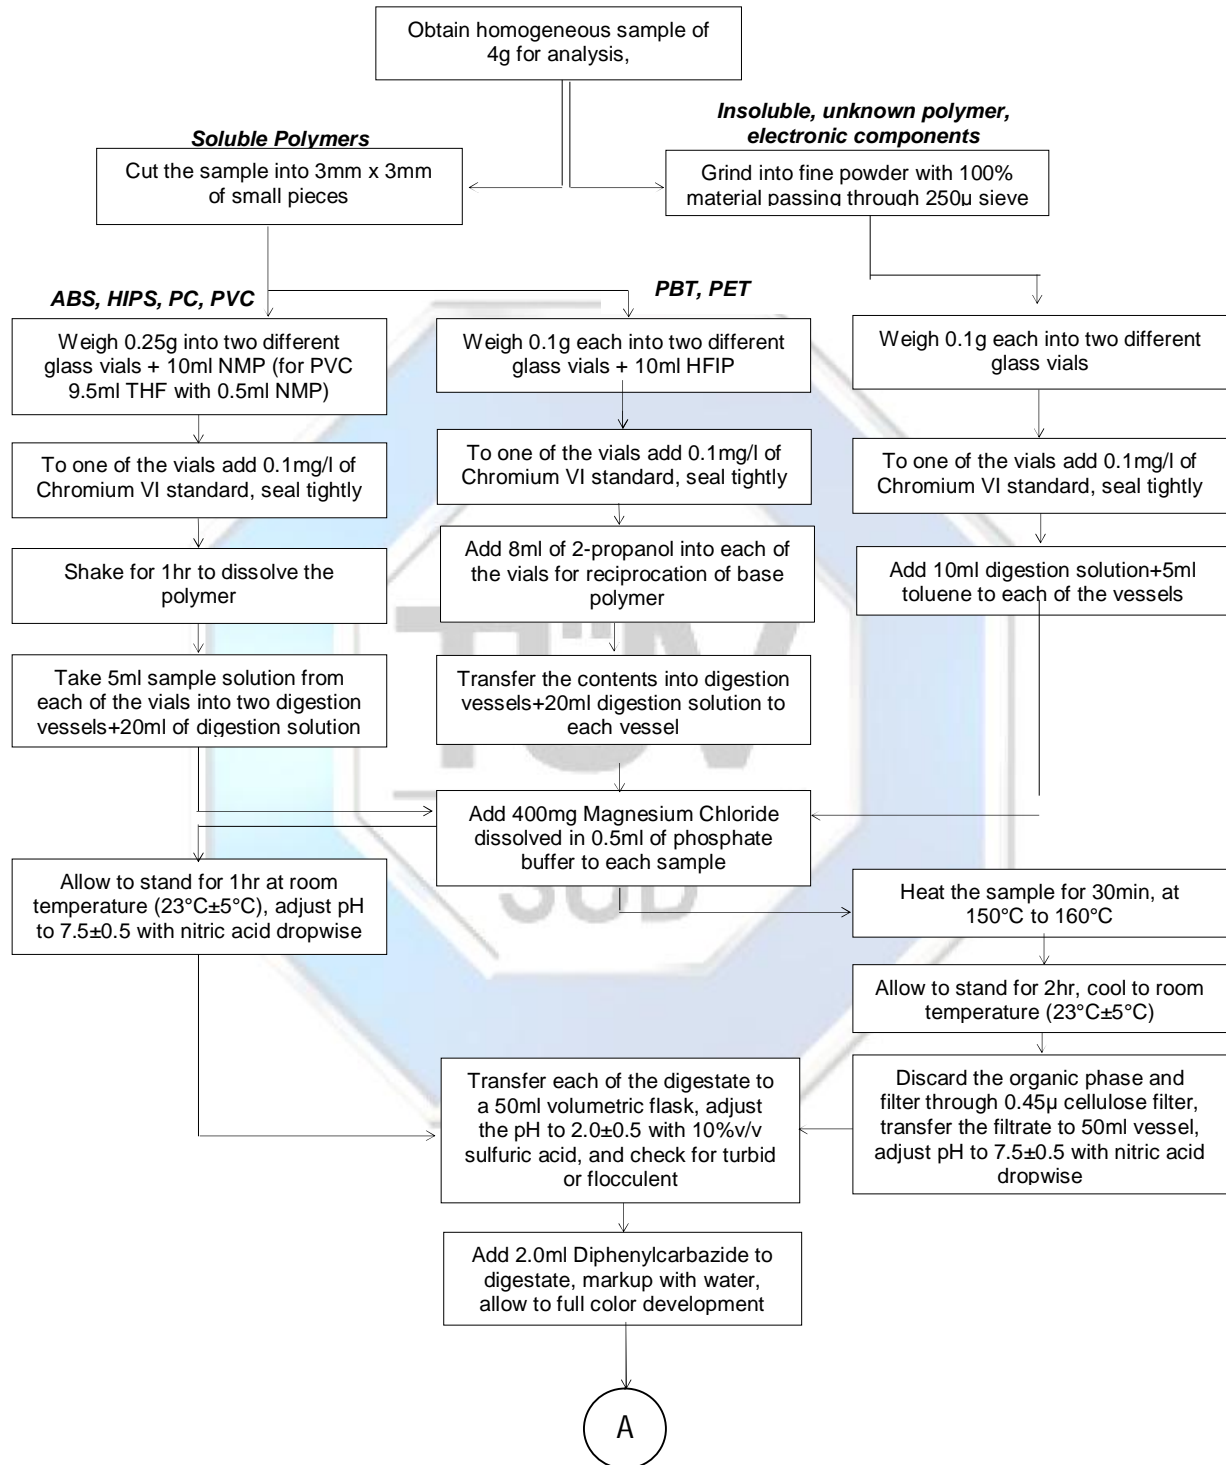 Obtain homogeneous sample of
4g for analysis,
Soluble Polymers
Insoluble, unknown polymer,
electronic components
Cut the sample into 3mm x 3mm
of small pieces
Grind into fine powder with 100%
material passing through 250µ sieve
ABS, HIPS, PC, PVC
PBT, PET
Weigh 0.25g into two different
glass vials + 10ml NMP (for PVC
9.5ml THF with 0.5ml NMP)
Weigh 0.1g each into two different
glass vials + 10ml HFIP
Weigh 0.1g each into two different
glass vials
To one of the vials add 0.1mg/l of
Chromium VI standard, seal tightly
To one of the vials add 0.1mg/l of
Chromium VI standard, seal tightly
To one of the vials add 0.1mg/l of
Chromium VI standard, seal tightly
Shake for 1hr to dissolve the
polymer
Add 8ml of 2-propanol into each of
the vials for reciprocation of base
polymer
Add 10ml digestion solution+5ml
toluene to each of the vessels
Take 5ml sample solution from
each of the vials into two digestion
vessels+20ml of digestion solution
Transfer the contents into digestion
vessels+20ml digestion solution to
each vessel
TÜV
SÜD
Add 400mg Magnesium Chloride
dissolved in 0.5ml of phosphate
buffer to each sample
Allow to stand for 1hr at room
temperature (23°C±5°C), adjust pH
to 7.5±0.5 with nitric acid dropwise
Heat the sample for 30min, at
150°C to 160°C
Allow to stand for 2hr, cool to room
temperature (23°C±5°C)
Transfer each of the digestate to
a 50ml volumetric flask, adjust
the pH to 2.0±0.5 with 10%v/v
sulfuric acid, and check for turbid
or flocculent
Discard the organic phase and
filter through 0.45µ cellulose filter,
transfer the filtrate to 50ml vessel,
adjust pH to 7.5±0.5 with nitric acid
dropwise
Add 2.0ml Diphenylcarbazide to
digestate, markup with water,
allow to full color development
A